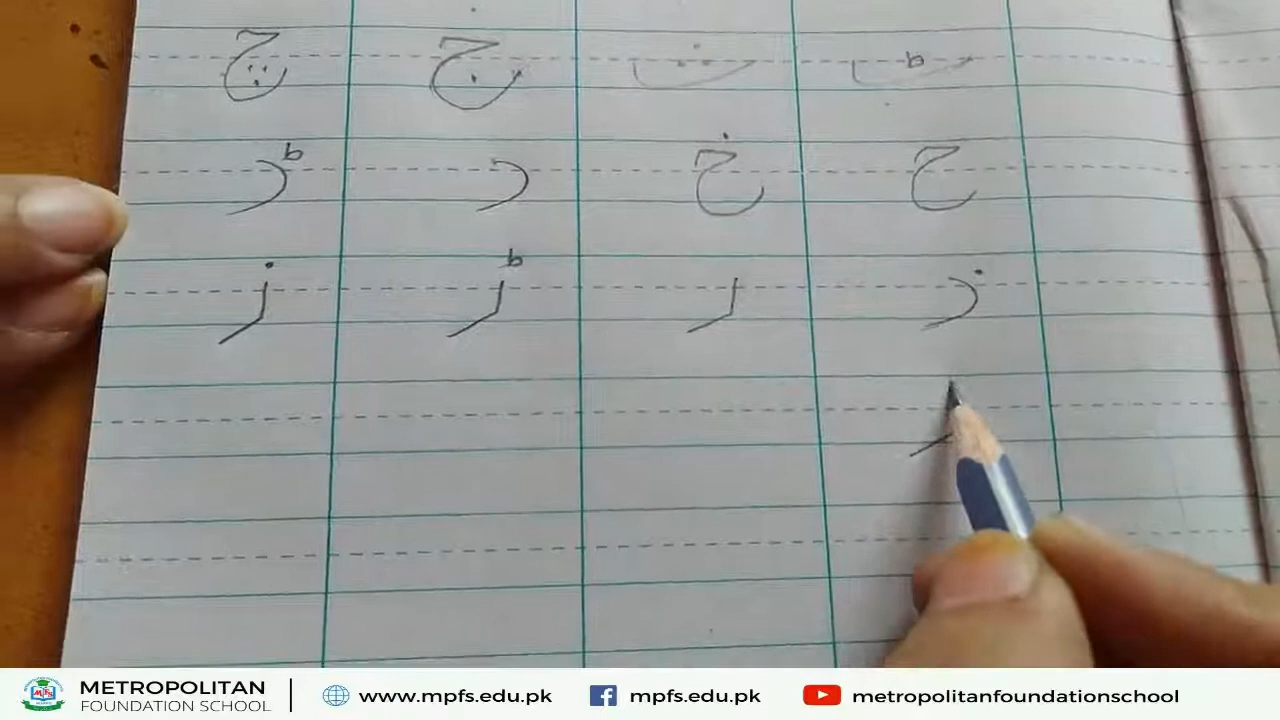 ٹ ث ج چ
ح خ د ڈ
ذ ر ڑ ز
METROPOLITAN
FOUNDATION SCHOOL
www.mpfs.edu.pk
mpfs.edu.pk
metropolitanfoundationschool